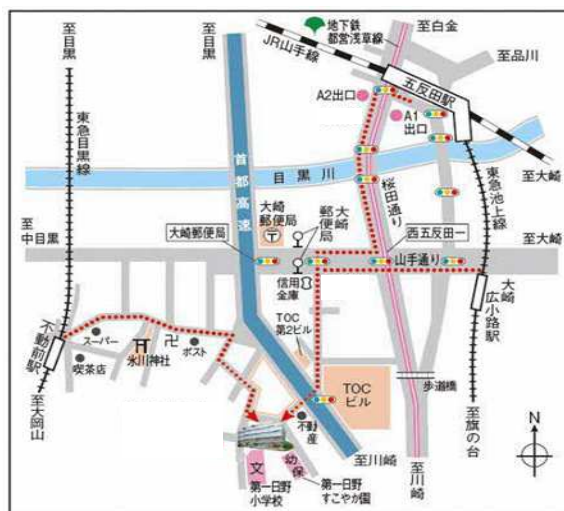 至目黒
至目黒
地下鉄
都営浅草線
至白金
JR山手線
至品川
五反田駅
A2出口
A1
出口
東急目黒線
首都高速
目黒川
桜田通り
東急池上線
至大崎
至中目黒
大崎
郵便局
〒
大崎郵便局
大崎郵便局
西五反田一
至大崎
山手通り
信用
金庫
大崎広小路駅
TOC
第2ビル
不動前駅
スーパー
卍
ポスト
氷川神社
喫茶店
TOC
ビル
歩道橋
至大岡山
不動産
至川崎
至川崎
至旗の台
N
文
幼保
第一日野
小学校
第一日野
すこやか園